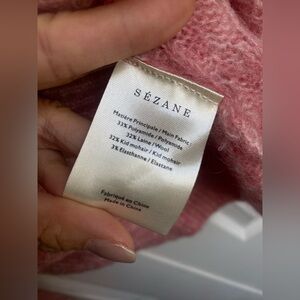 SÉZANE
Matière Principale / Main Fabric:
33% Polyamide / Polyamide
32% Laine / Wool
32% Kid mohair / Kid mohair
3% Elasthanne / Elastane
Fabriqué en Chine
Made in China